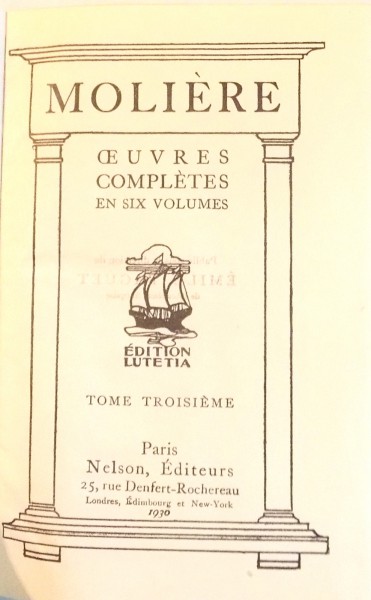 MOLIÈRE
ŒUVRES
COMPLÈTES
EN SIX VOLUMES
ÉDITION
LUTETIA
TOME TROISIÈME
Paris
Nelson, Éditeurs
25, rue Denfert-Rochereau
Londres, Édimbourg et New-York
1930